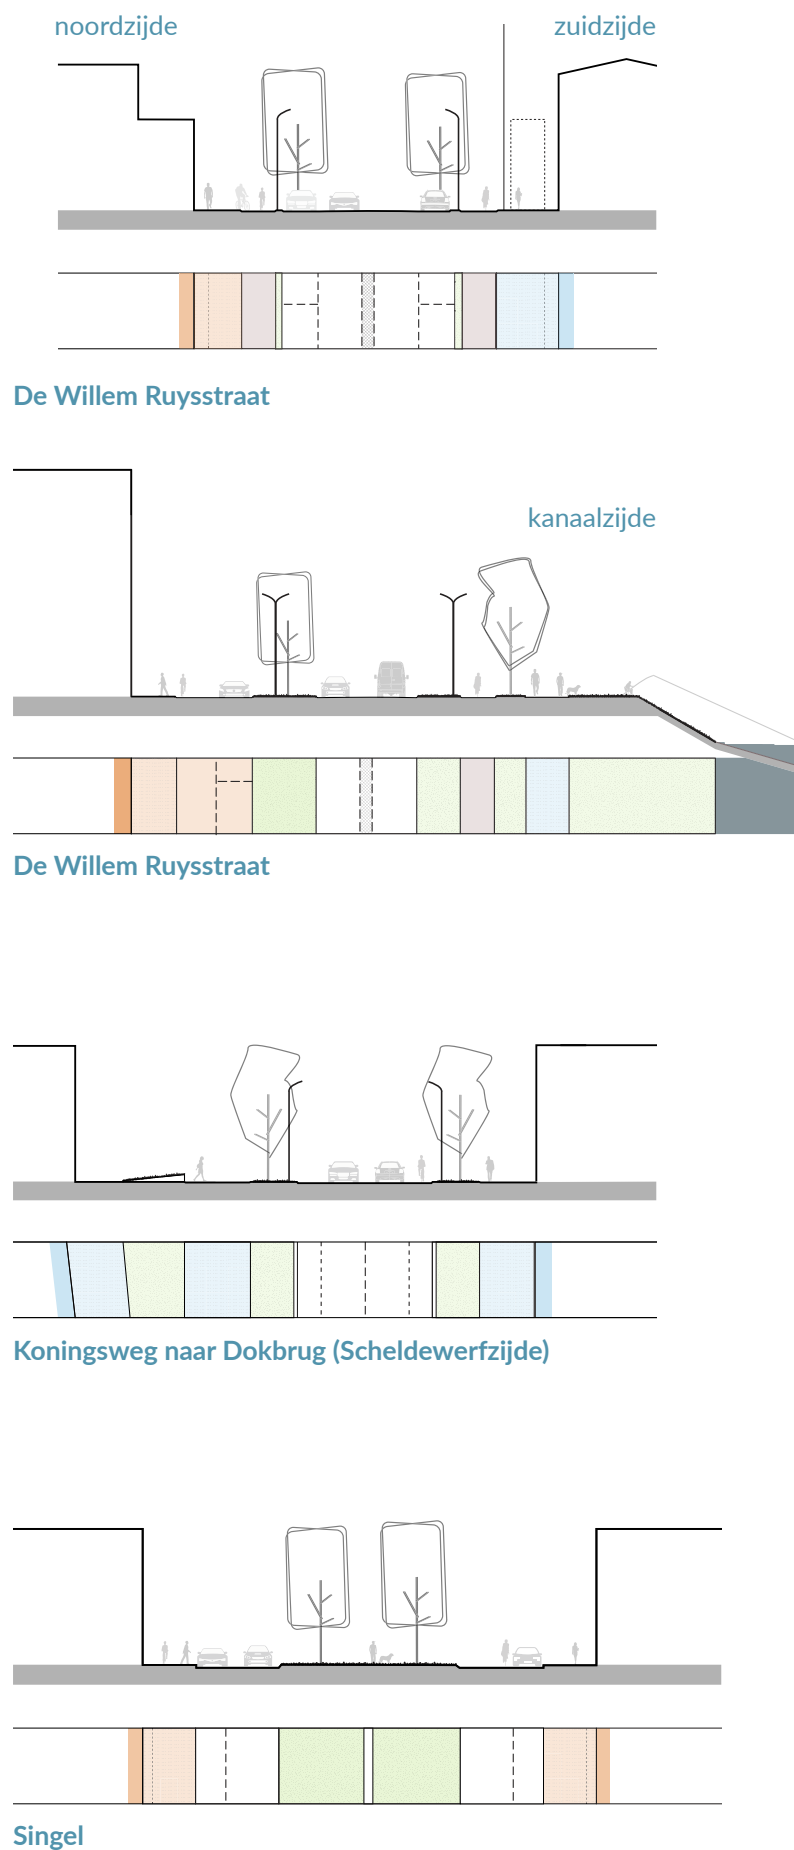 noordzijde
zuidzijde
De Willem Ruysstraat
kanaalzijde
De Willem Ruysstraat
Koningsweg naar Dokbrug (Scheldewerfzijde)
Singel